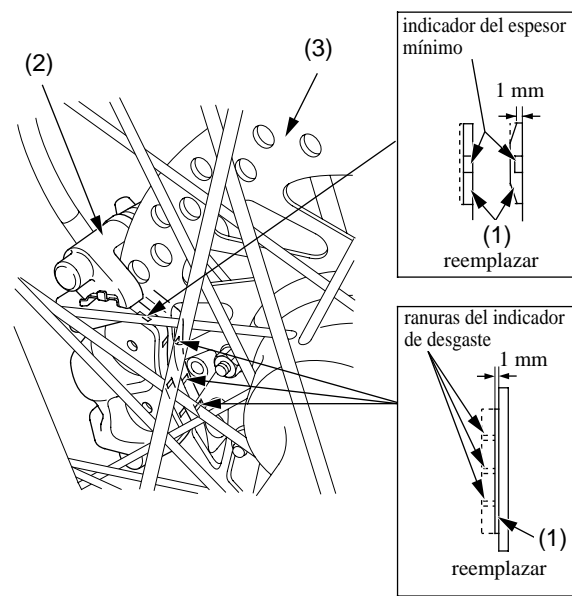 (2)
(3)
indicador del espesor
mínimo
1 mm
(1)
reemplazar
ranuras del indicador
de desgaste
1 mm
(1)
reemplazar